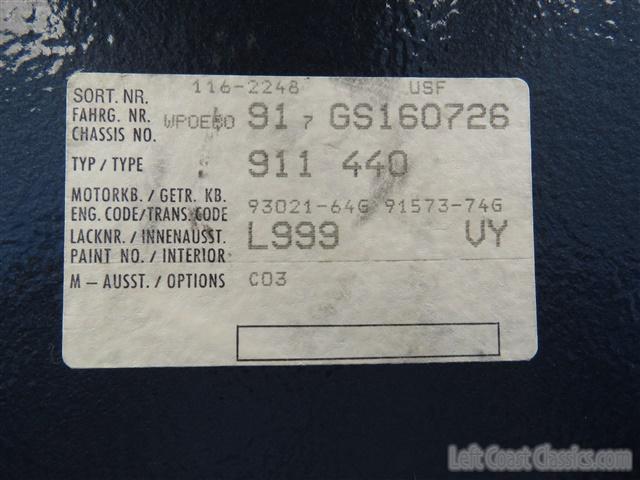 116-2248 USF
SORT. NR.
FAHRG. NR. WP0EB0 91 7 GS160726
CHASSIS NO.
TYP / TYPE 911 440
MOTORKB. / GETR. KB.
ENG. CODE/TRANS. CODE 93021-64G 91573-74G
LACKNR. / INNENAUSST. L999 VY
PAINT NO. / INTERIOR
M – AUSST. / OPTIONS C03
Left Coast Classics.com